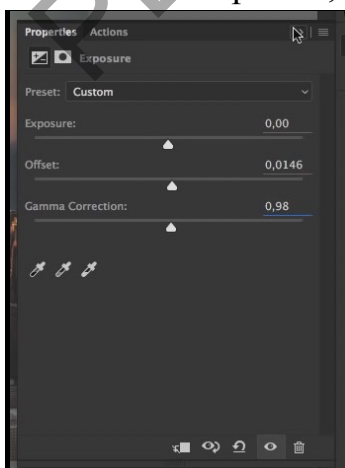 Properties Actions
Exposure
Preset: Custom
Exposure: 0,00
Offset: 0,0146
Gamma Correction: 0,98